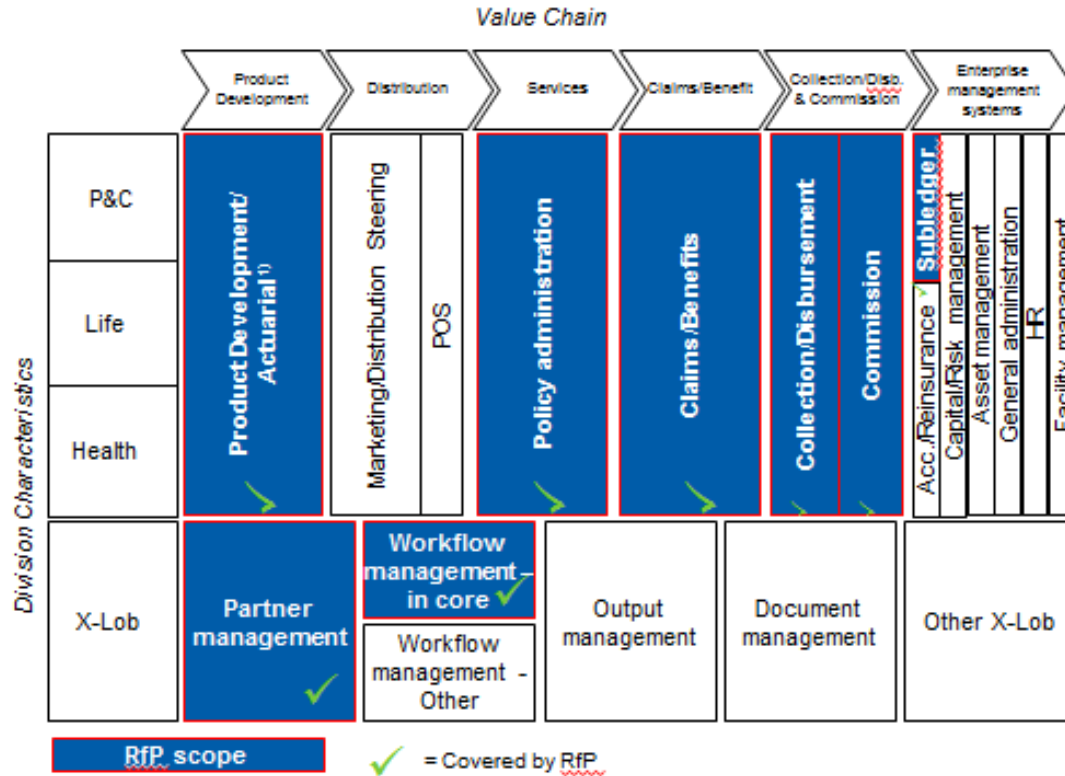 Value Chain
Product
Development
Distribution
Services
Claims/Benefit
Collection/Disb.
& Commission
Enterprise
management
systems
Division Characteristics
P&C
Life
Health
X-Lob
Product Development/
Actuarial¹⁾
Marketing/Distribution Steering
POS
Policy administration
Claims/Benefits
Collection/Disbursement
Commission
Subledger
Acc./Reinsurance
Capital/Risk management
Asset management
General administration
HR
Facility management
Partner
management
Workflow
management –
in core
Workflow
management -
Other
Output
management
Document
management
Other X-Lob
RfP scope
= Covered by RfP